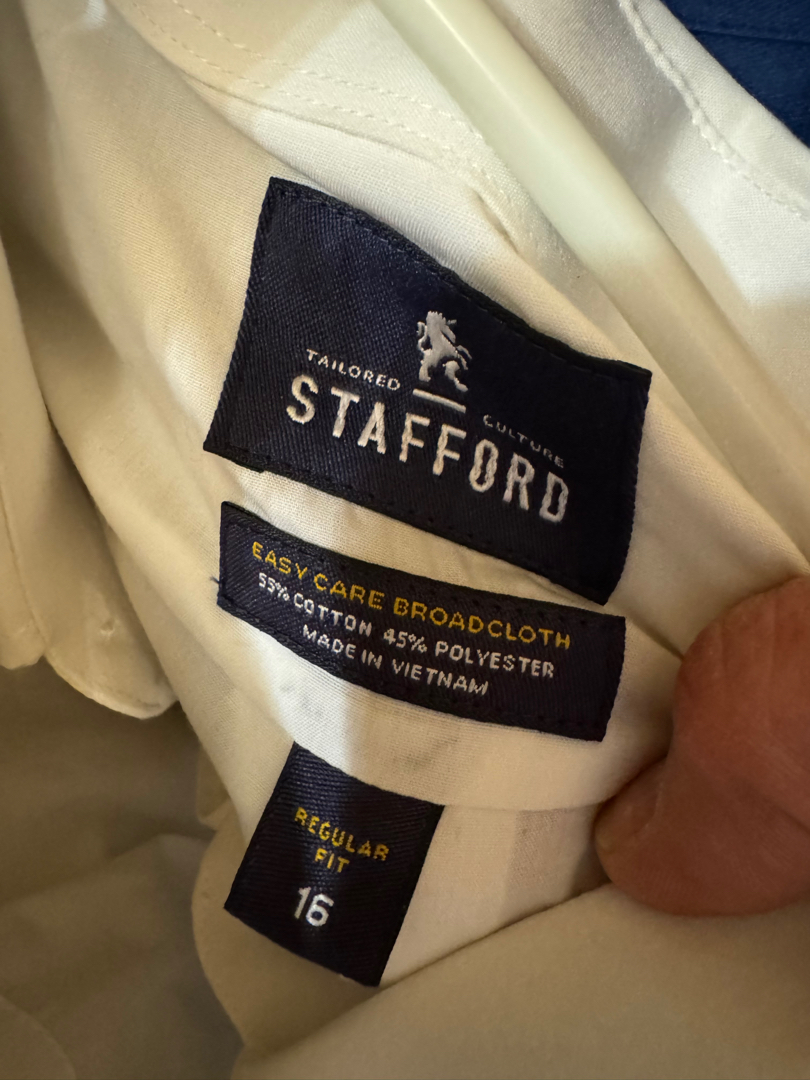 TAILORED CULTURE
STAFFORD
EASY CARE BROADCLOTH
55% COTTON 45% POLYESTER
MADE IN VIETNAM
REGULAR
FIT
16